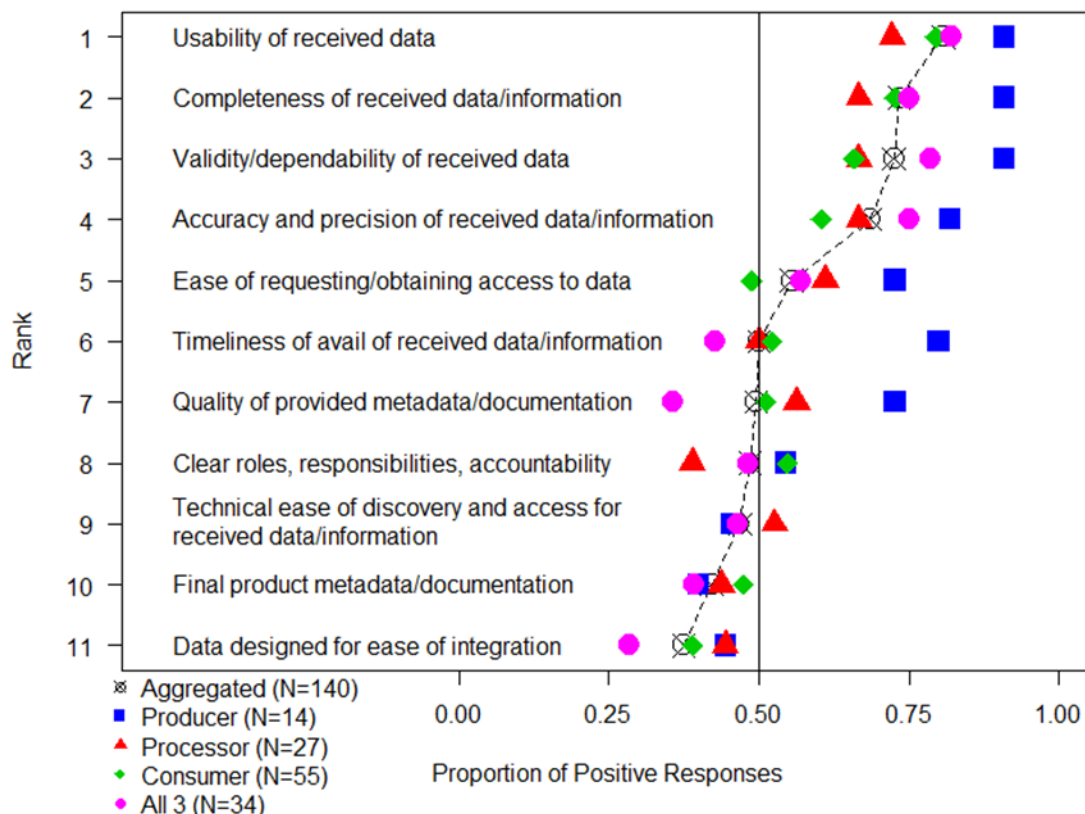 1 Usability of received data
2 Completeness of received data/information
3 Validity/dependability of received data
4 Accuracy and precision of received data/information
5 Ease of requesting/obtaining access to data
Rank
6 Timeliness of avail of received data/information
7 Quality of provided metadata/documentation
8 Clear roles, responsibilities, accountability
Technical ease of discovery and access for
9 received data/information
10 Final product metadata/documentation
11 Data designed for ease of integration
Aggregated (N=140)
Producer (N=14)
Processor (N=27)
Consumer (N=55)
All 3 (N=34)
0.00 0.25 0.50 0.75 1.00
Proportion of Positive Responses